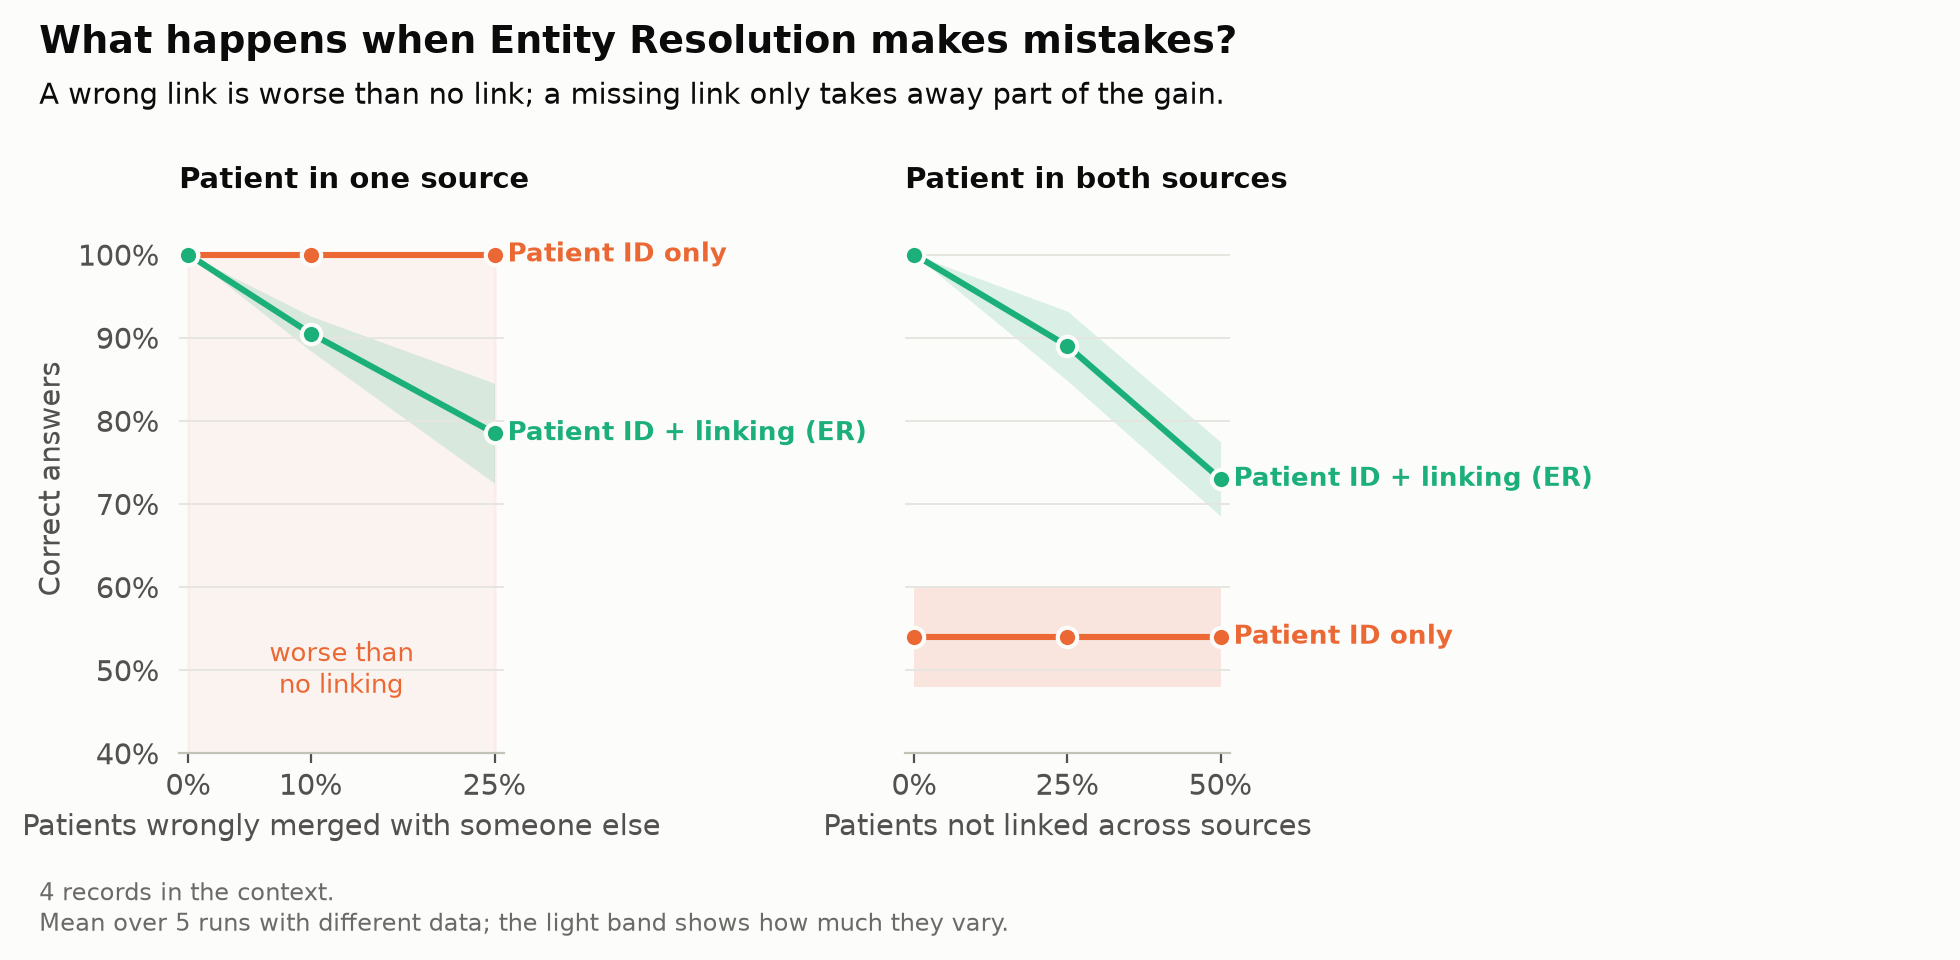 What happens when Entity Resolution makes mistakes?
A wrong link is worse than no link; a missing link only takes away part of the gain.
Patient in one source
Correct answers
100%
90%
80%
70%
60%
50%
40%
Patient ID only
Patient ID + linking (ER)
worse than
no linking
0% 10% 25%
Patients wrongly merged with someone else
Patient in both sources
Patient ID + linking (ER)
Patient ID only
0% 25% 50%
Patients not linked across sources
4 records in the context.
Mean over 5 runs with different data; the light band shows how much they vary.